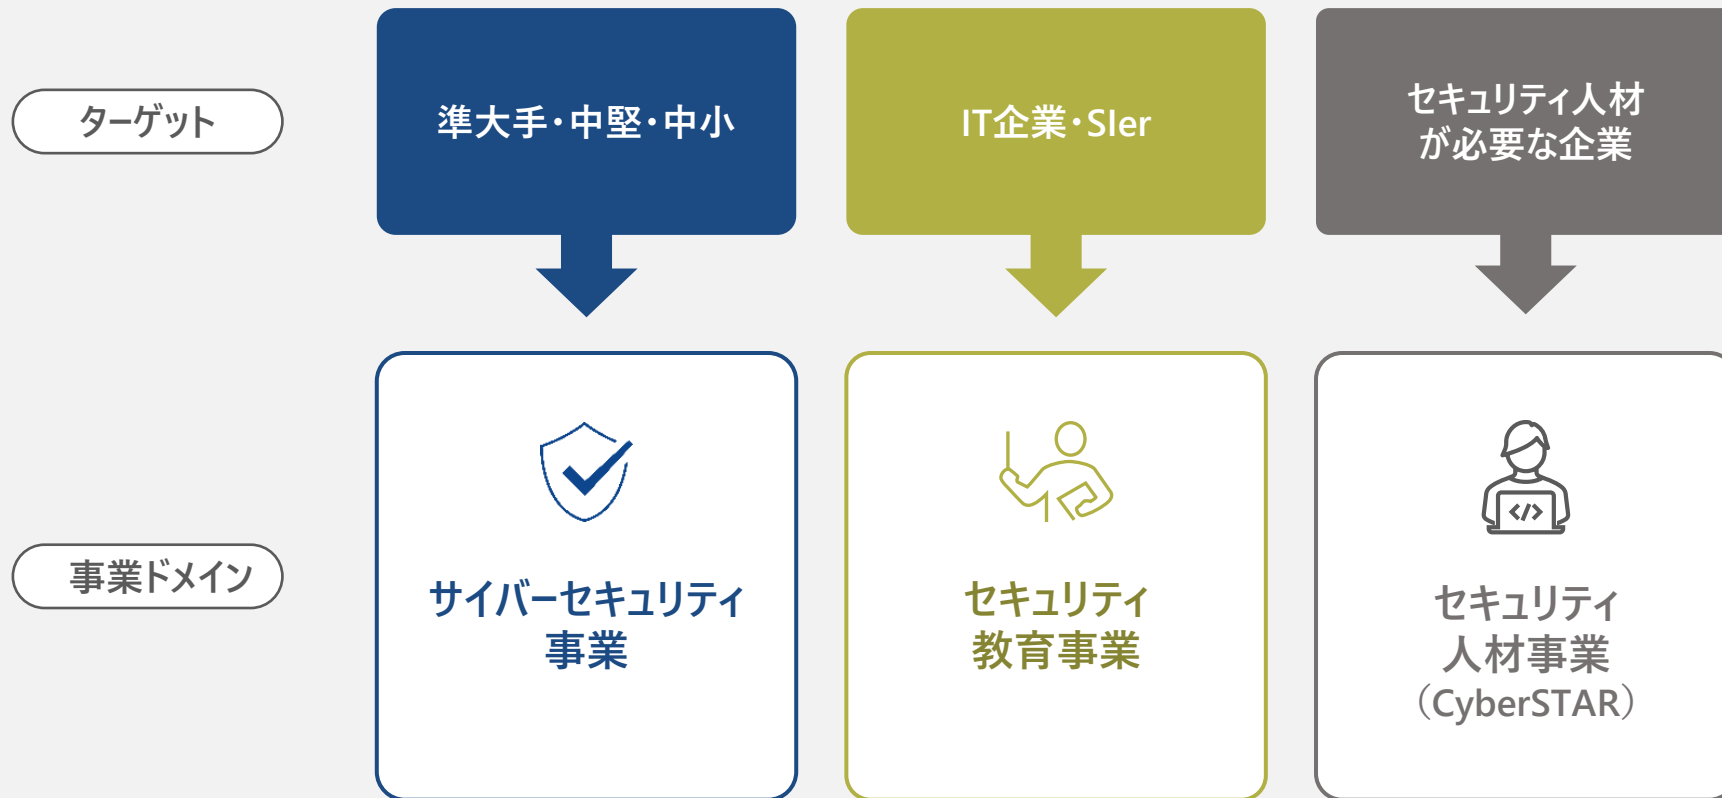 ターゲット
準大手・中堅・中小
IT企業・SIer
セキュリティ人材
が必要な企業
事業ドメイン
サイバーセキュリティ
事業
セキュリティ
教育事業
</>
セキュリティ
人材事業
（CyberSTAR）